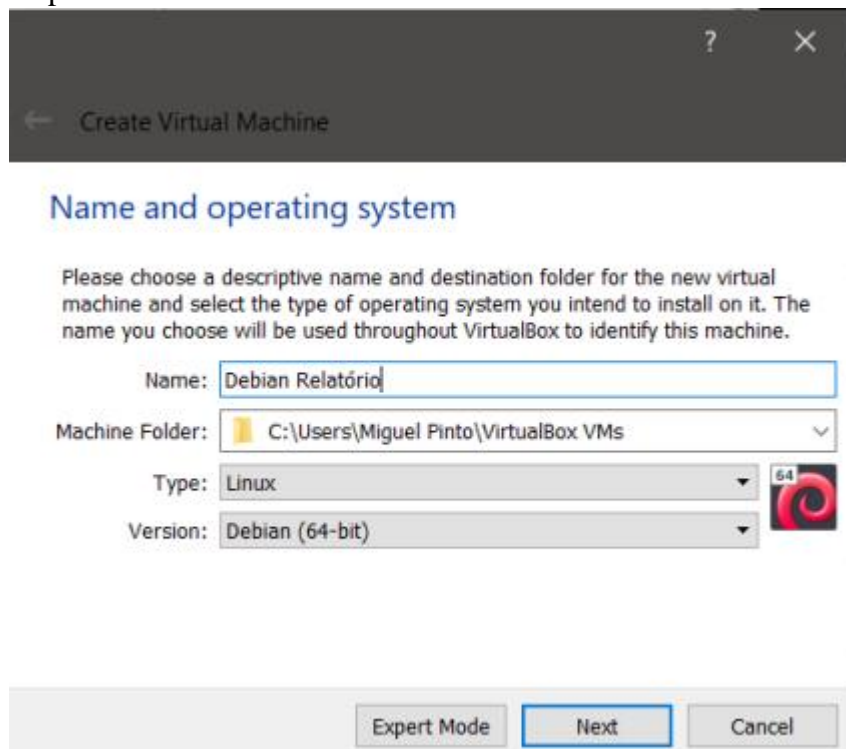 ?
Create Virtual Machine
Name and operating system
Please choose a descriptive name and destination folder for the new virtual
machine and select the type of operating system you intend to install on it. The
name you choose will be used throughout VirtualBox to identify this machine.
Name: Debian Relatório
Machine Folder: C:\Users\Miguel Pinto\VirtualBox VMs
Type: Linux
64
Version: Debian (64-bit)
Expert Mode Next Cancel